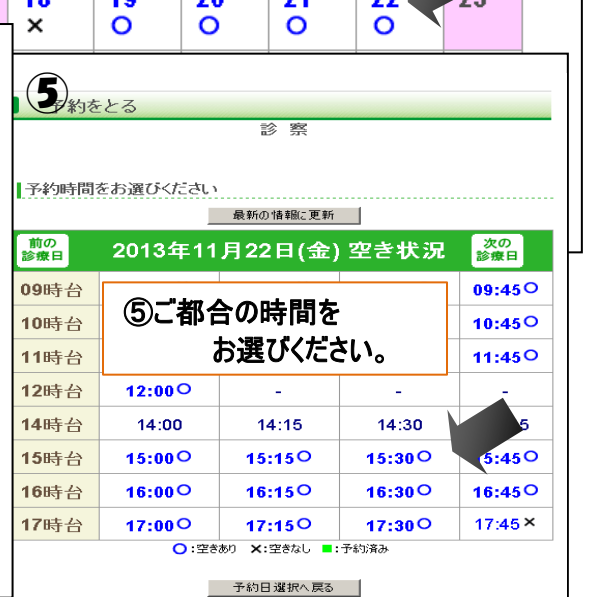 18 19 20 21 22 23
× ○ ○ ○ ○
⑤
予約をとる
診 察
予約時間をお選びください
最新の情報に更新
前の診療日 2013年11月22日(金) 空き状況 次の診療日
09時台 09:45○
⑤ご都合の時間を
お選びください。
10時台 10:45○
11時台 11:45○
12時台 12:00○ - - -
14時台 14:00 14:15 14:30 5
15時台 15:00○ 15:15○ 15:30○ 15:45○
16時台 16:00○ 16:15○ 16:30○ 16:45○
17時台 17:00○ 17:15○ 17:30○ 17:45×
○:空きあり ×:空きなし ■:予約済み
予約日選択へ戻る